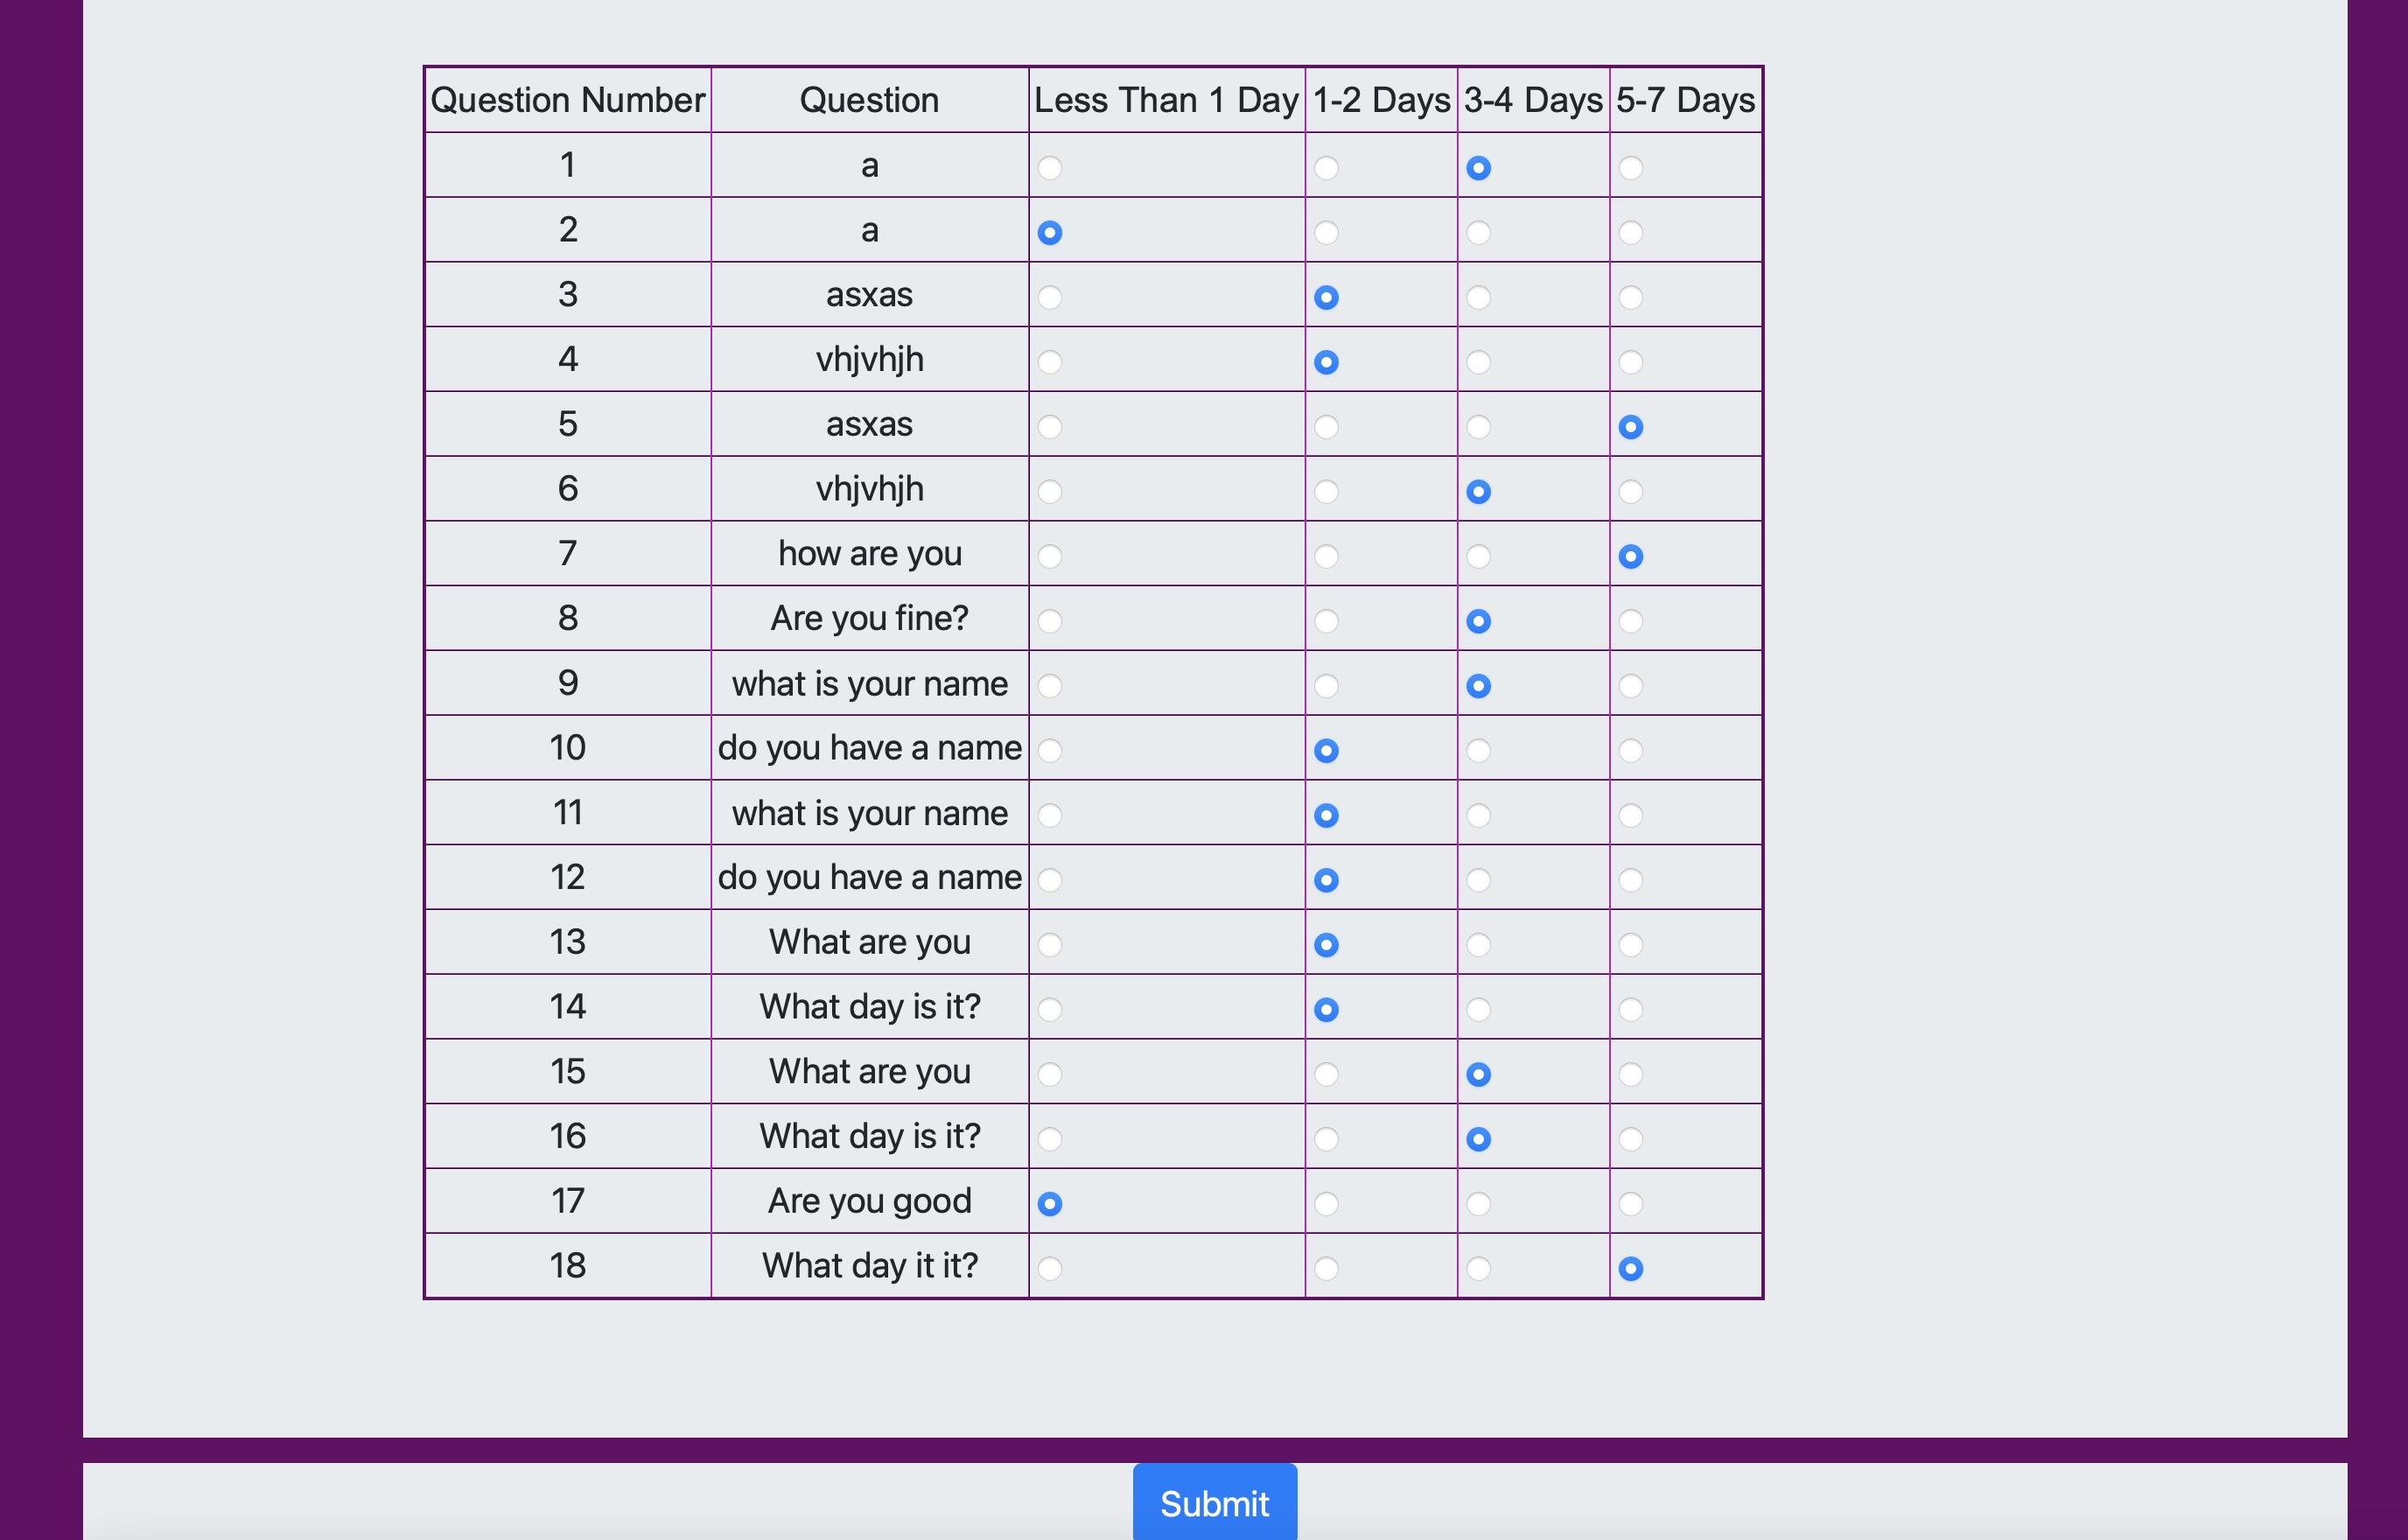 Question Number Question Less Than 1 Day 1-2 Days 3-4 Days 5-7 Days
1 a
2 a
3 asxas
4 vhjvhjh
5 asxas
6 vhjvhjh
7 how are you
8 Are you fine?
9 what is your name
10 do you have a name
11 what is your name
12 do you have a name
13 What are you
14 What day is it?
15 What are you
16 What day is it?
17 Are you good
18 What day it it?
Submit